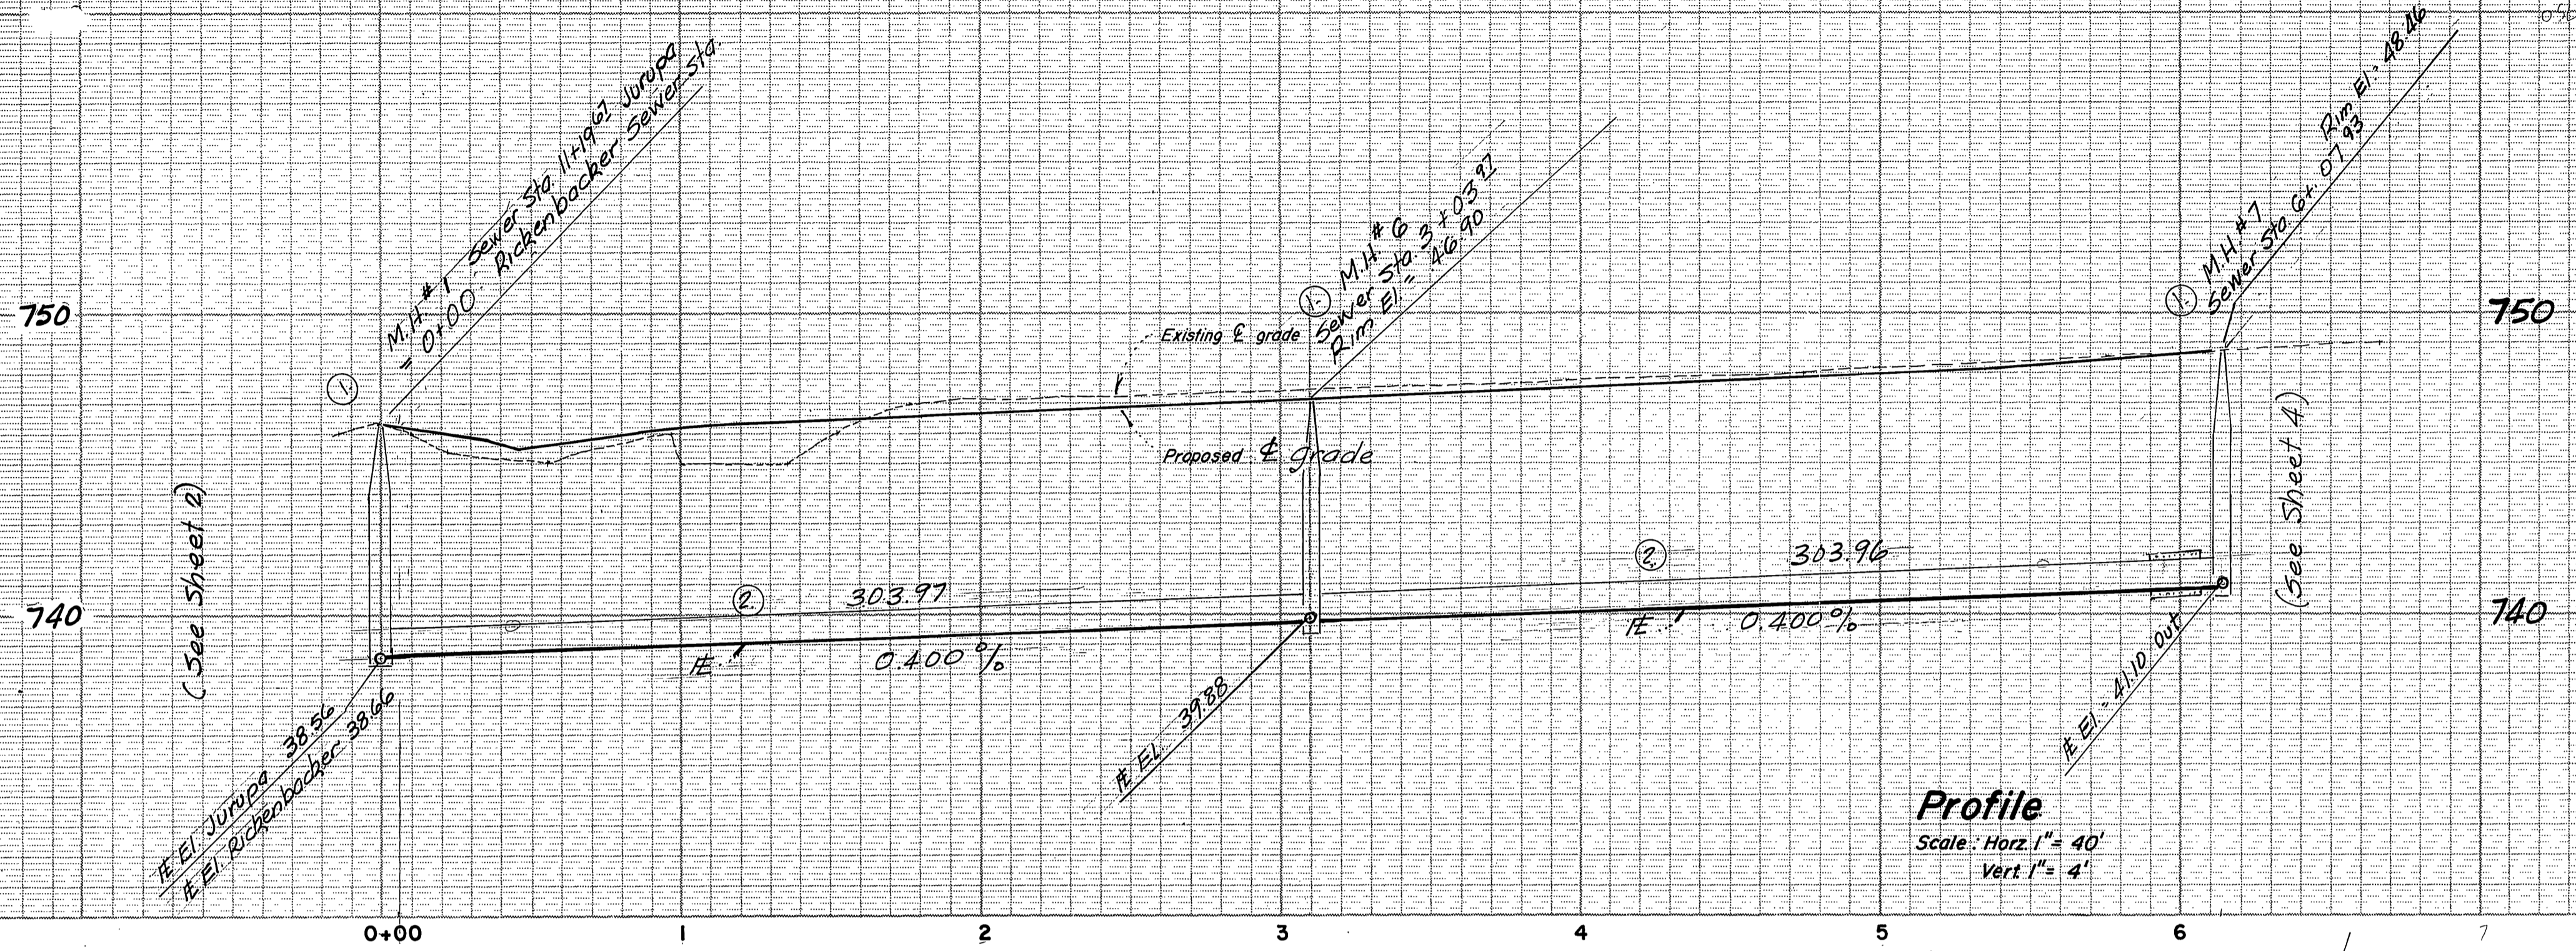 M.H. # 1 Sewer Sta. 11+19.67 Jurupa
= 0+00 Rickenbacker Sewer Sta.
1.
M.H. # 6
Sewer Sta. 3+03.97
Rim El. = 46.90
1.
M.H. # 7
Sewer Sta. 6+07.93
Rim El. = 48.46
1.
750
750
Existing ℄ grade
Proposed ℄ grade
(See Sheet 2)
(See Sheet 4)
740
740
2.
303.97
0.400%
2.
303.96
0.400%
El. Jurupa 38.56
El. Rickenbacker 38.66
EL. 39.88
El. = 41.10 Out
Profile
Scale: Horz. 1" = 40'
Vert. 1" = 4'
0+00 1 2 3 4 5 6 7